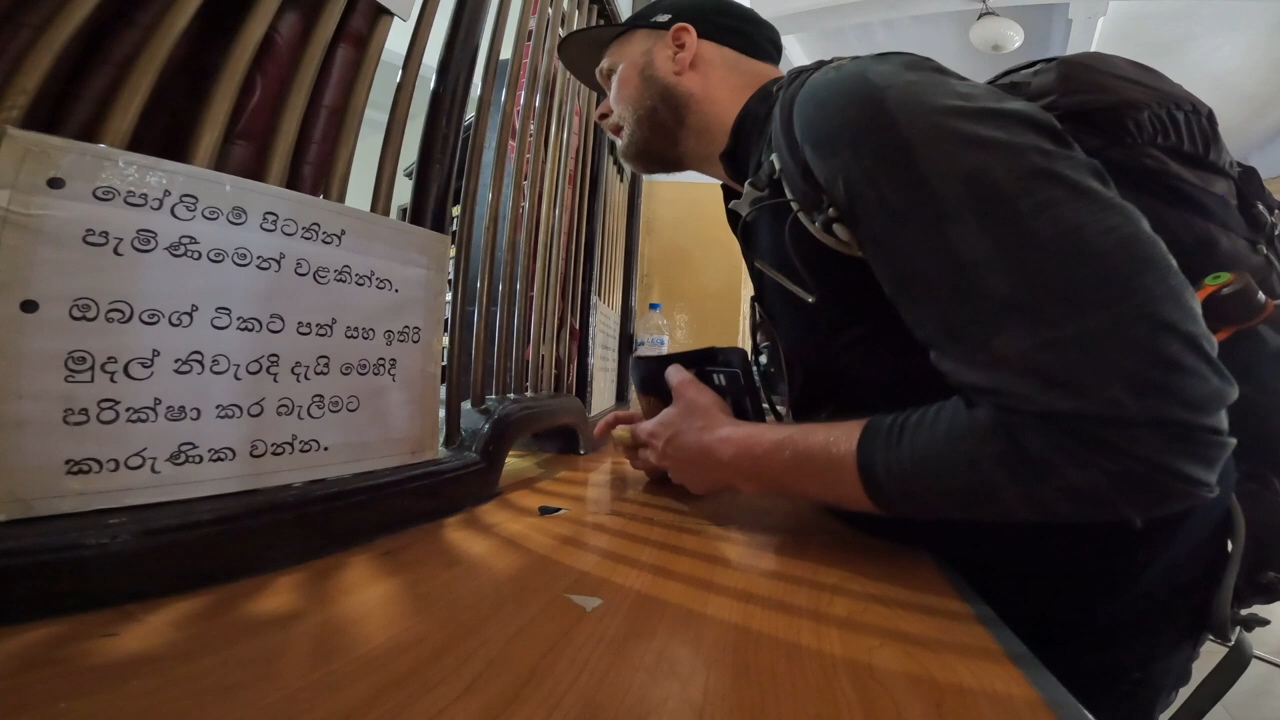 • පෝලිමේ පිටතින්
පැමිණීමෙන් වළකින්න.
• ඔබගේ ටිකට් පත් සහ ඉතිරි
මුදල් නිවැරදි දැයි මෙහිදී
පරික්ෂා කර බැලීමට
කාරුණික වන්න.